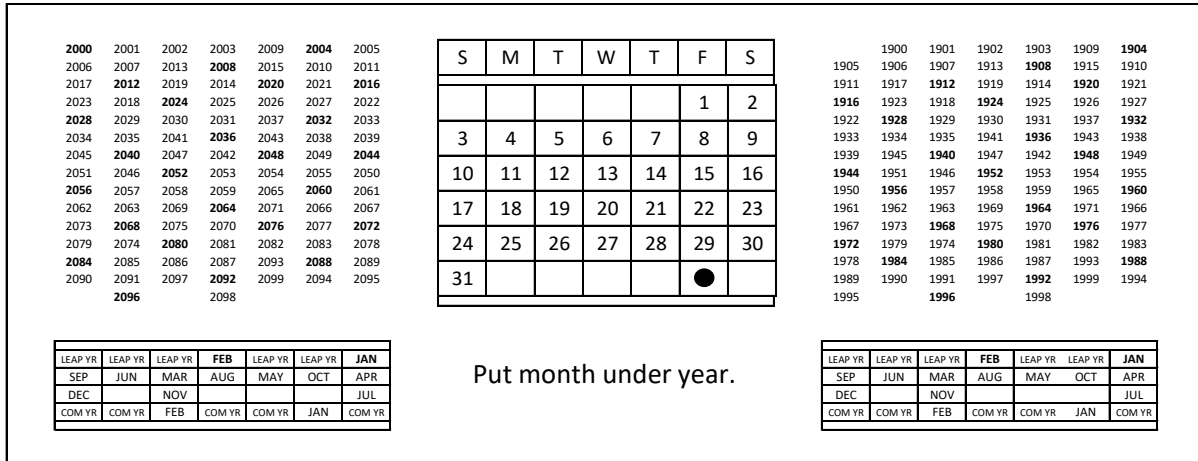 2000 2001 2002 2003 2009 2004 2005
2006 2007 2013 2008 2015 2010 2011
2017 2012 2019 2014 2020 2021 2016
2023 2018 2024 2025 2026 2027 2022
2028 2029 2030 2031 2037 2032 2033
2034 2035 2041 2036 2043 2038 2039
2045 2040 2047 2042 2048 2049 2044
2051 2046 2052 2053 2054 2055 2050
2056 2057 2058 2059 2065 2060 2061
2062 2063 2069 2064 2071 2066 2067
2073 2068 2075 2070 2076 2077 2072
2079 2074 2080 2081 2082 2083 2078
2084 2085 2086 2087 2093 2088 2089
2090 2091 2097 2092 2099 2094 2095
2096 2098
LEAP YR LEAP YR LEAP YR FEB LEAP YR LEAP YR JAN
SEP JUN MAR AUG MAY OCT APR
DEC NOV JUL
COM YR COM YR FEB COM YR COM YR JAN COM YR
S M T W T F S
1 2
3 4 5 6 7 8 9
10 11 12 13 14 15 16
17 18 19 20 21 22 23
24 25 26 27 28 29 30
31
Put month under year.
1900 1901 1902 1903 1909 1904
1905 1906 1907 1913 1908 1915 1910
1911 1917 1912 1919 1914 1920 1921
1916 1923 1918 1924 1925 1926 1927
1922 1928 1929 1930 1931 1937 1932
1933 1934 1935 1941 1936 1943 1938
1939 1945 1940 1947 1942 1948 1949
1944 1951 1946 1952 1953 1954 1955
1950 1956 1957 1958 1959 1965 1960
1961 1962 1963 1969 1964 1971 1966
1967 1973 1968 1975 1970 1976 1977
1972 1979 1974 1980 1981 1982 1983
1978 1984 1985 1986 1987 1993 1988
1989 1990 1991 1997 1992 1999 1994
1995 1996 1998
LEAP YR LEAP YR LEAP YR FEB LEAP YR LEAP YR JAN
SEP JUN MAR AUG MAY OCT APR
DEC NOV JUL
COM YR COM YR FEB COM YR COM YR JAN COM YR